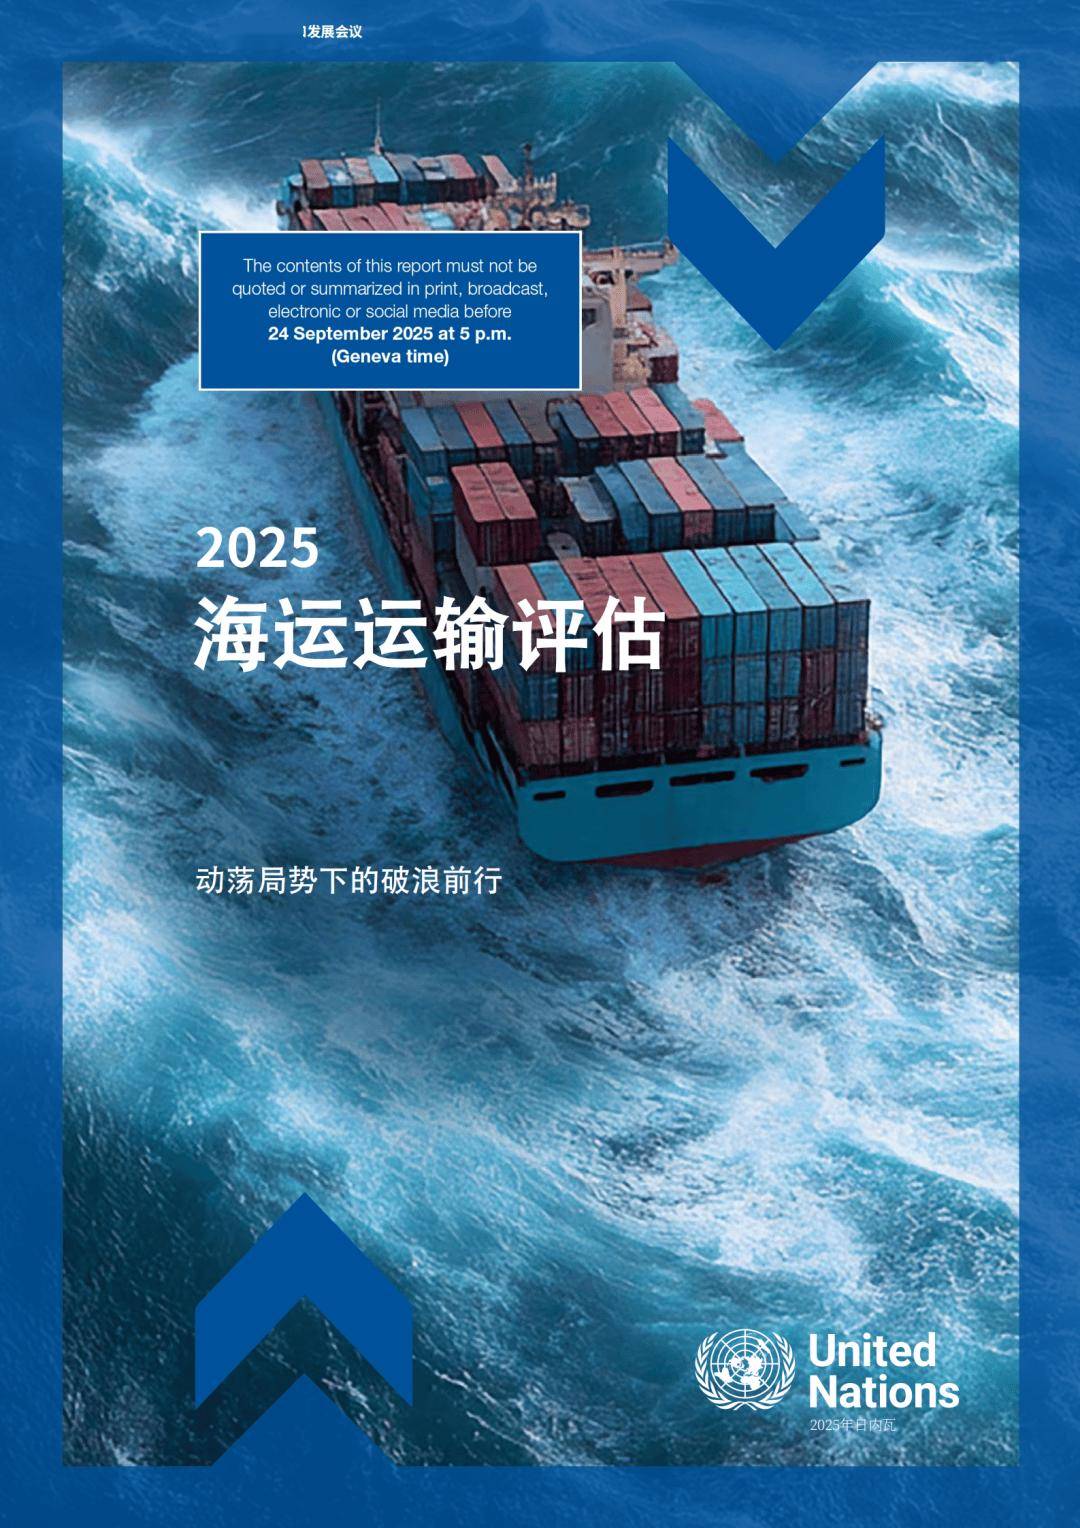 发展会议
The contents of this report must not be
quoted or summarized in print, broadcast,
electronic or social media before
24 September 2025 at 5 p.m.
(Geneva time)
2025
海运运输评估
动荡局势下的破浪前行
United
Nations
2025年日内瓦